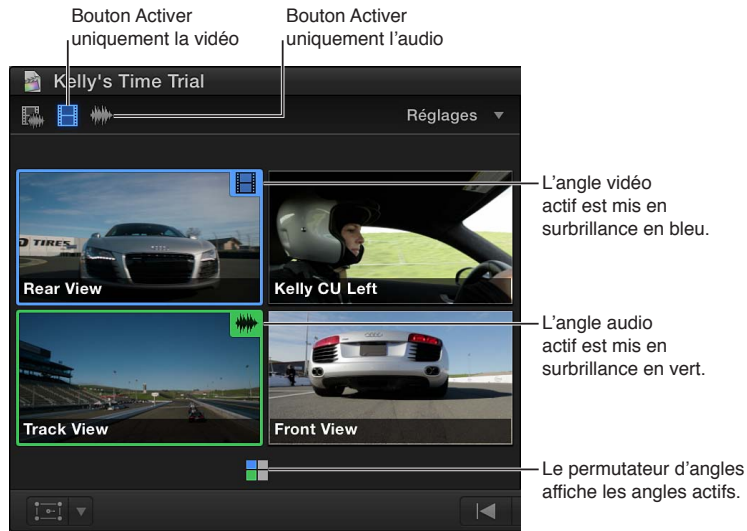 Bouton Activer
uniquement la vidéo
Bouton Activer
uniquement l'audio
Kelly's Time Trial
Réglages
L'angle vidéo
actif est mis en
surbrillance en bleu.
TIRES
Rear View
Kelly CU Left
L'angle audio
actif est mis en
surbrillance en vert.
Track View
Front View
Le permutateur d'angles
affiche les angles actifs.